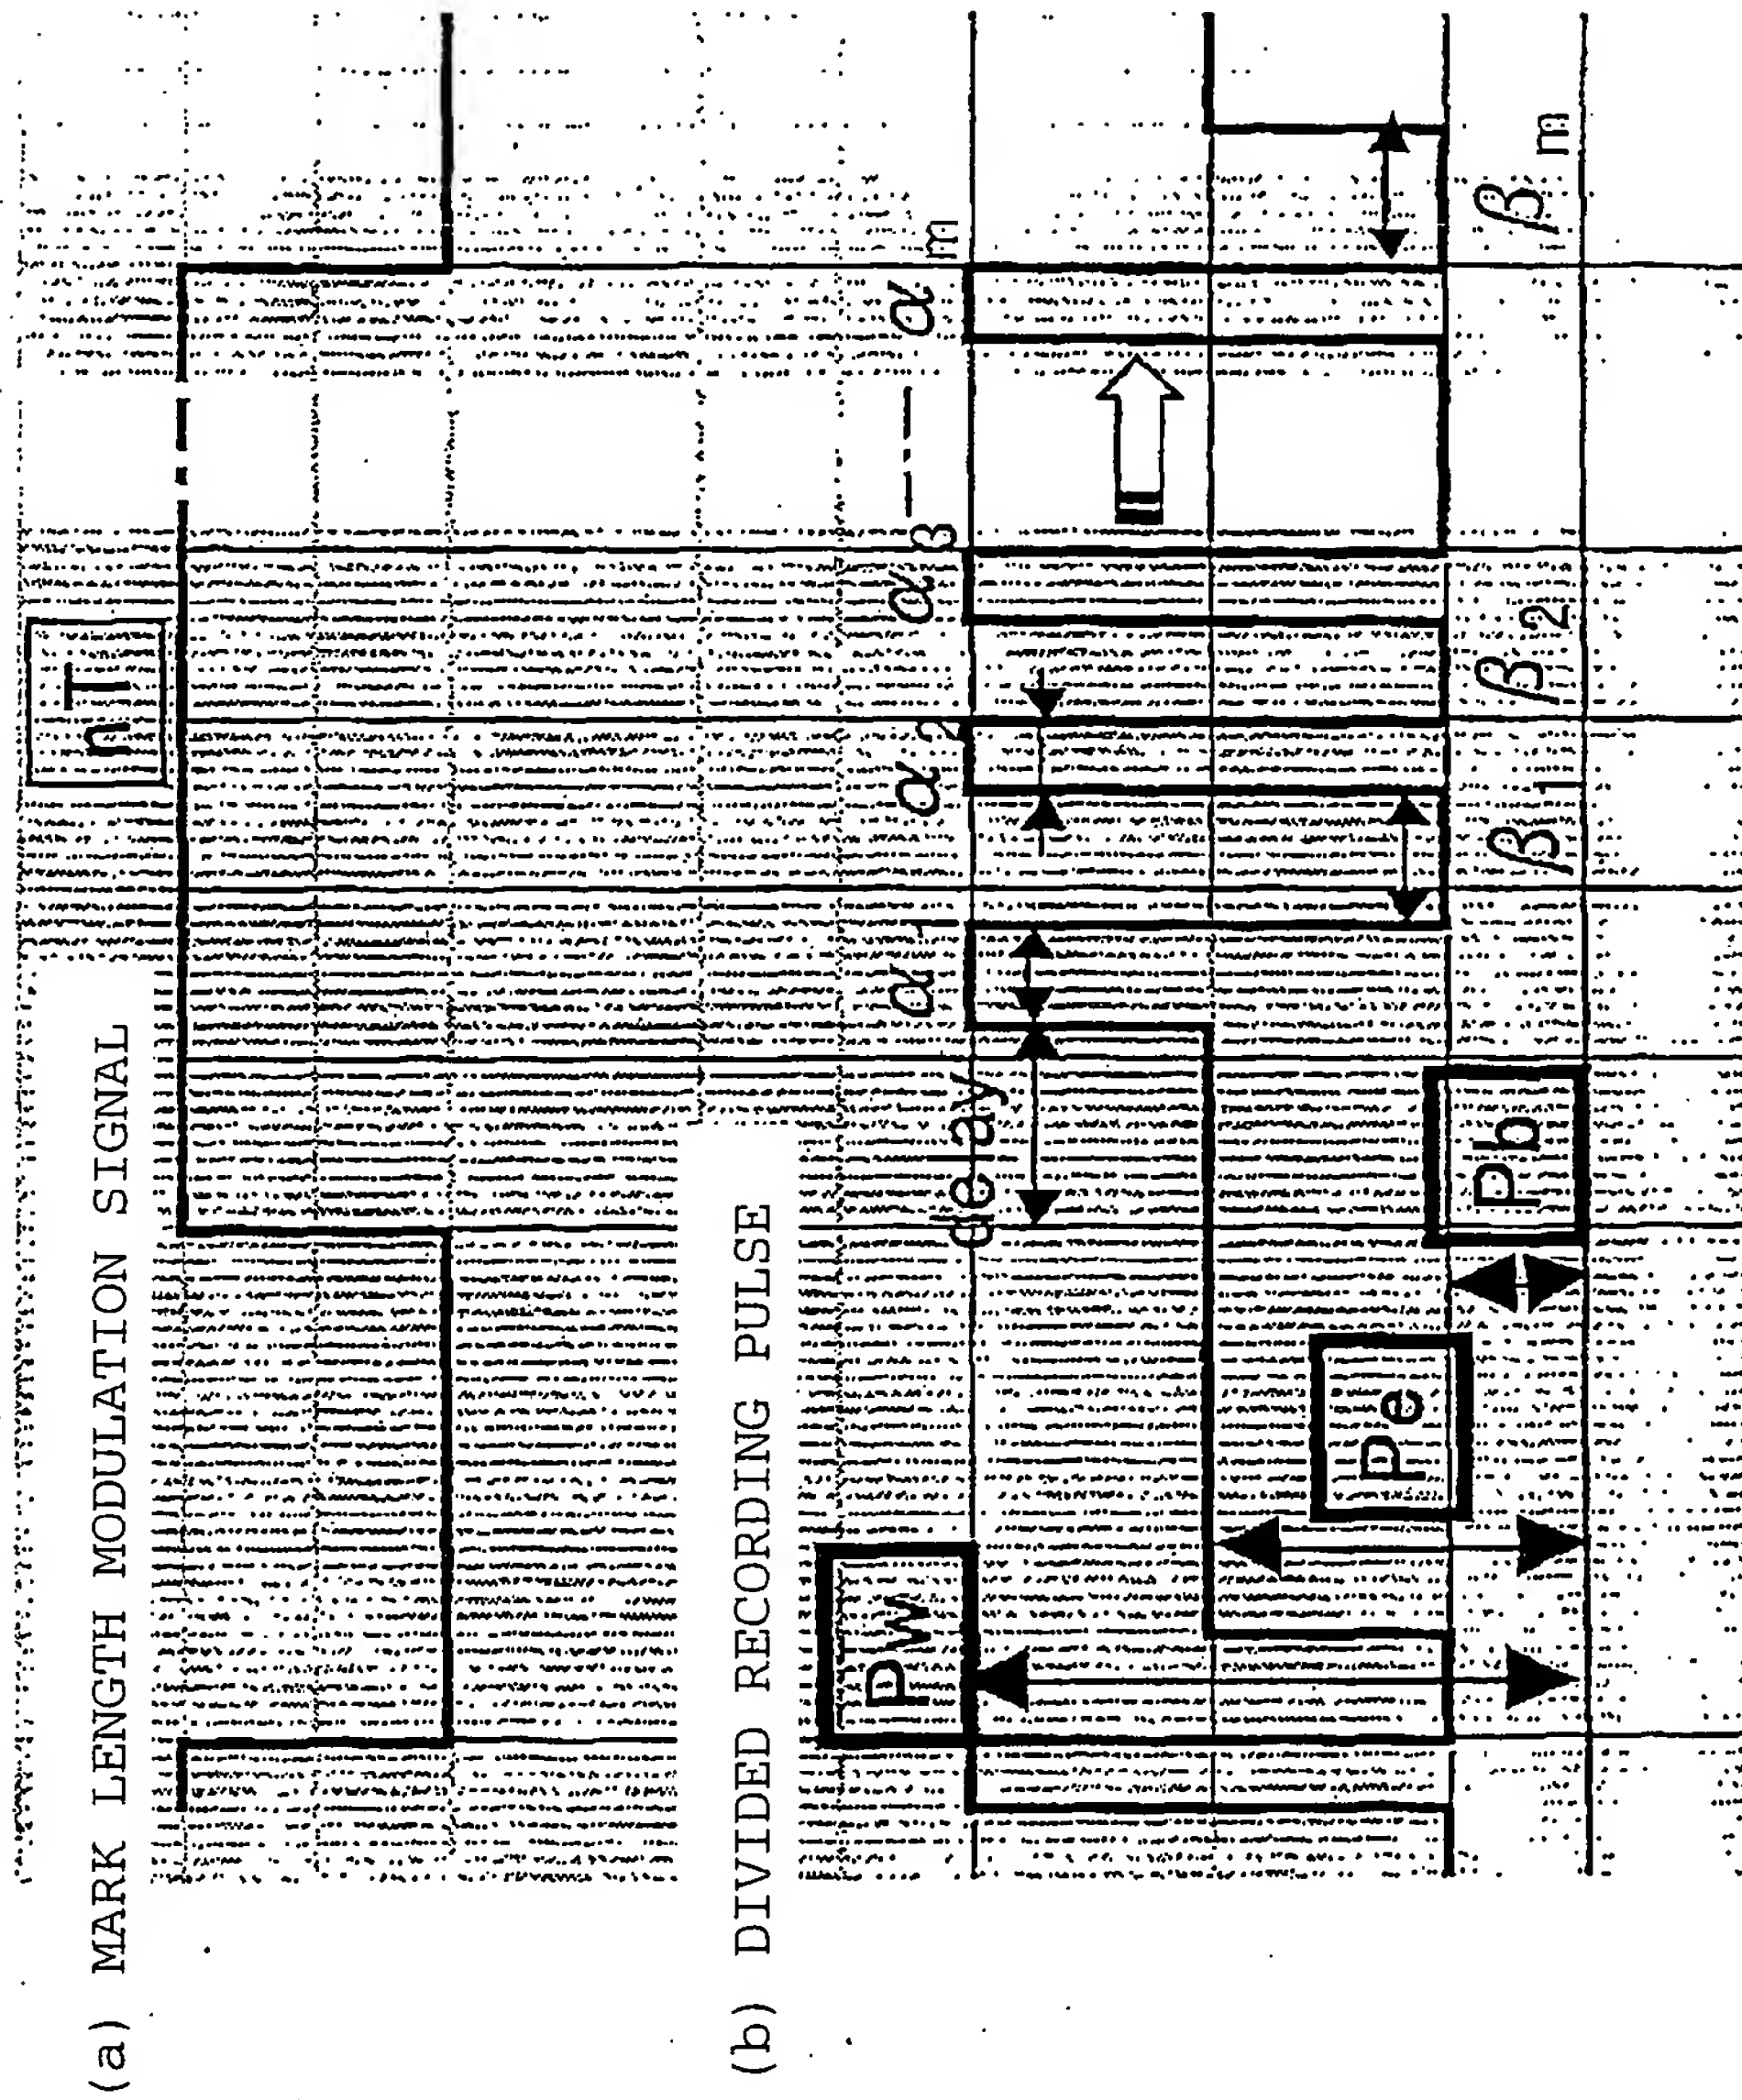 (a) MARK LENGTH MODULATION SIGNAL
nT
(b) DIVIDED RECORDING PULSE
Pw
delay
α1
α2
α3
----
αm
Pe
Pb
β1
β2
βm